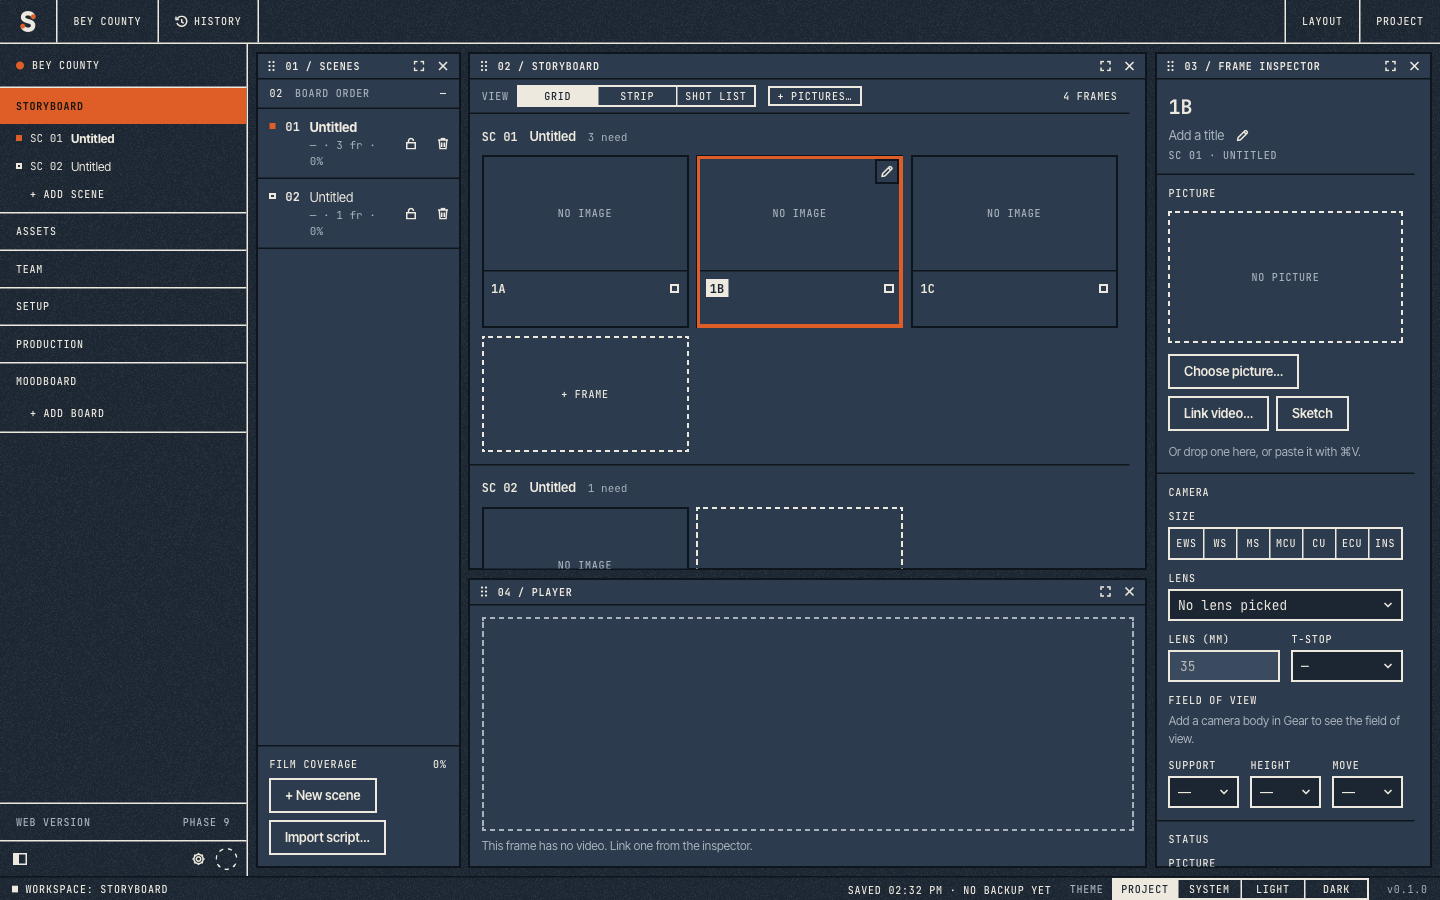 S
BEY COUNTY
HISTORY
LAYOUT
PROJECT
BEY COUNTY
STORYBOARD
SC 01 Untitled
SC 02 Untitled
+ ADD SCENE
ASSETS
TEAM
SETUP
PRODUCTION
MOODBOARD
+ ADD BOARD
WEB VERSION
PHASE 9
01 / SCENES
02 BOARD ORDER
—
01 Untitled
— · 3 fr ·
0%
02 Untitled
— · 1 fr ·
0%
FILM COVERAGE
0%
+ New scene
Import script…
02 / STORYBOARD
VIEW
GRID
STRIP
SHOT LIST
+ PICTURES…
4 FRAMES
SC 01 Untitled 3 need
NO IMAGE
NO IMAGE
NO IMAGE
1A
1B
1C
+ FRAME
SC 02 Untitled 1 need
NO IMAGE
04 / PLAYER
This frame has no video. Link one from the inspector.
03 / FRAME INSPECTOR
1B
Add a title
SC 01 · UNTITLED
PICTURE
NO PICTURE
Choose picture…
Link video…
Sketch
Or drop one here, or paste it with ⌘V.
CAMERA
SIZE
EWS WS MS MCU CU ECU INS
LENS
No lens picked
LENS (MM)
T-STOP
35
—
FIELD OF VIEW
Add a camera body in Gear to see the field of
view.
SUPPORT
HEIGHT
MOVE
—
—
—
STATUS
PICTURE
WORKSPACE: STORYBOARD
SAVED 02:32 PM · NO BACKUP YET
THEME
PROJECT
SYSTEM
LIGHT
DARK
v0.1.0